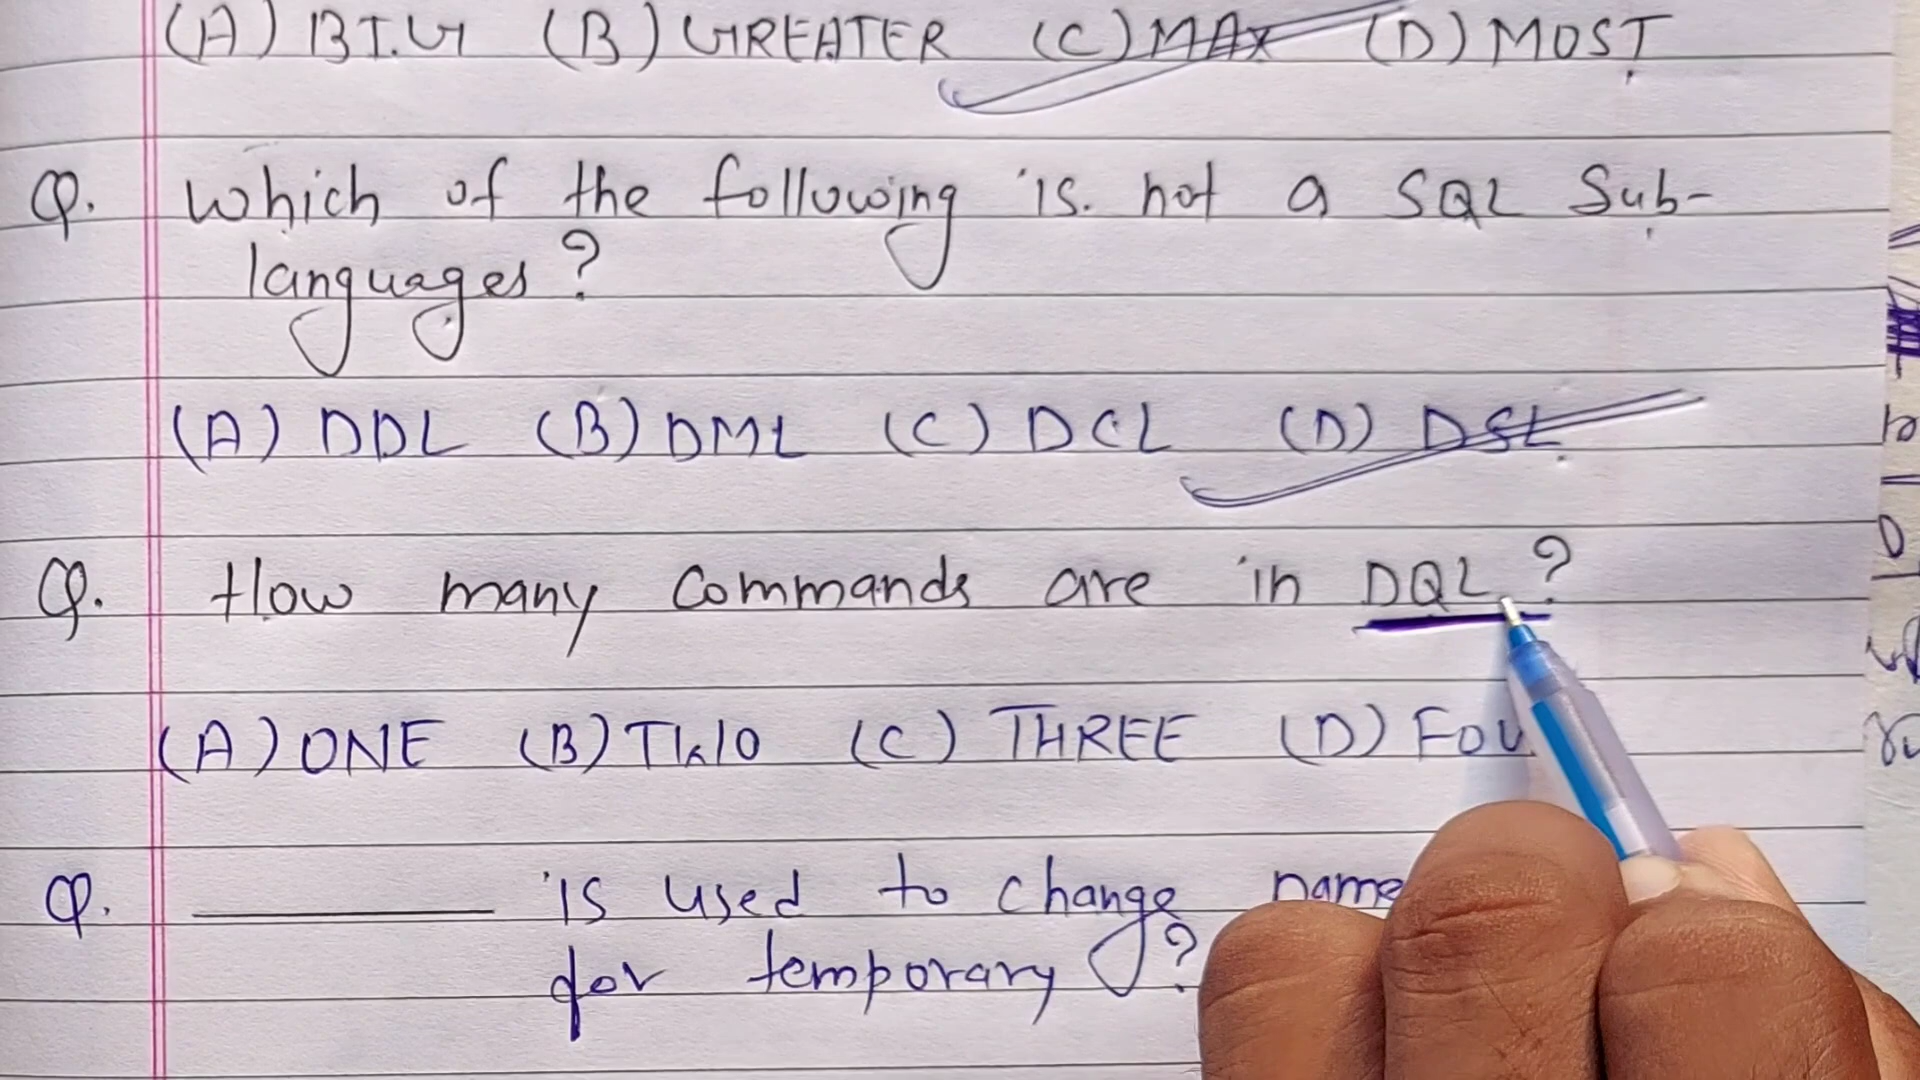 (A) BIG (B) GREATER (C) MAX (D) MOST
Q. Which of the following is not a SQL Sub-
languages?
(A) DDL (B) DML (C) DCL (D) DSL
Q. How many Commands are in DQL?
(A) ONE (B) TWO (C) THREE (D) FOU
Q. ________ is used to change name
for temporary?